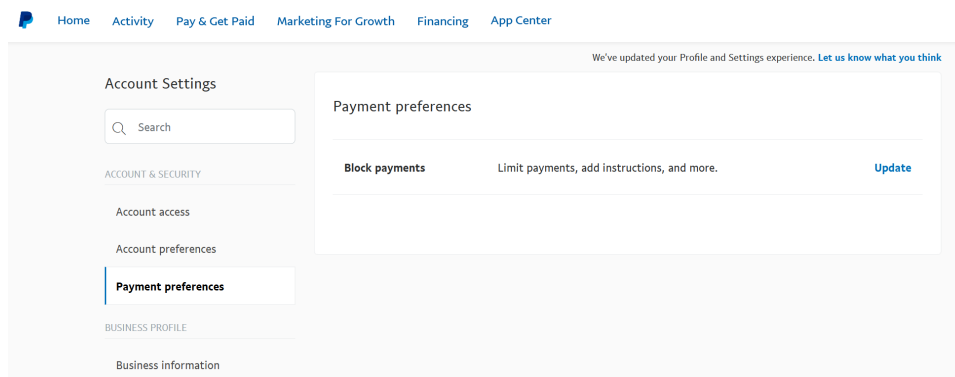 Home Activity Pay & Get Paid Marketing For Growth Financing App Center
We've updated your Profile and Settings experience. Let us know what you think
Account Settings
Search
ACCOUNT & SECURITY
Account access
Account preferences
Payment preferences
BUSINESS PROFILE
Business information
Payment preferences
Block payments Limit payments, add instructions, and more. Update